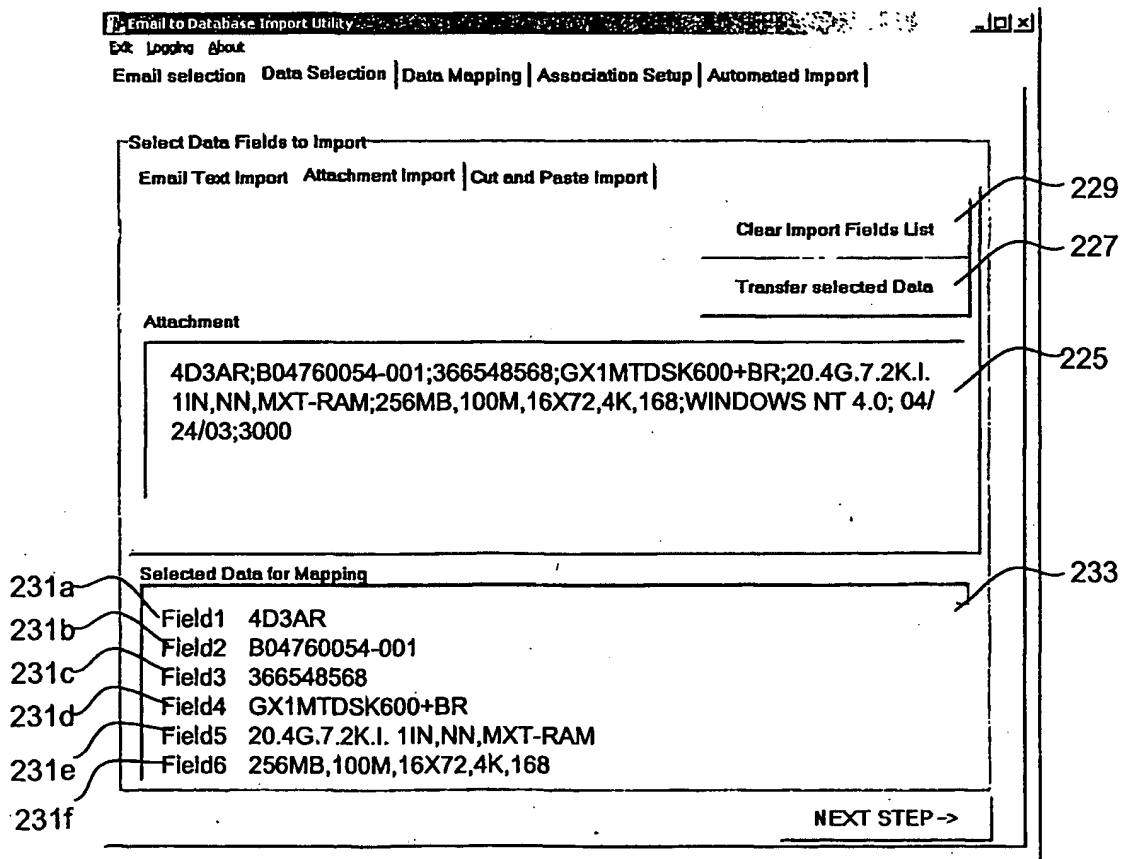 Email to Database Import Utility
Exit Logging About
Email selection Data Selection Data Mapping Association Setup Automated Import
Select Data Fields to Import
Email Text Import Attachment Import Cut and Paste Import
229
Clear Import Fields List
227
Transfer selected Data
Attachment
225
4D3AR;B04760054-001;366548568;GX1MTDSK600+BR;20.4G.7.2K.I.
1IN,NN,MXT-RAM;256MB,100M,16X72,4K,168;WINDOWS NT 4.0; 04/
24/03;3000
Selected Data for Mapping
233
231a
Field1 4D3AR
231b
Field2 B04760054-001
231c
Field3 366548568
231d
Field4 GX1MTDSK600+BR
231e
Field5 20.4G.7.2K.I. 1IN,NN,MXT-RAM
231f
Field6 256MB,100M,16X72,4K,168
NEXT STEP ->